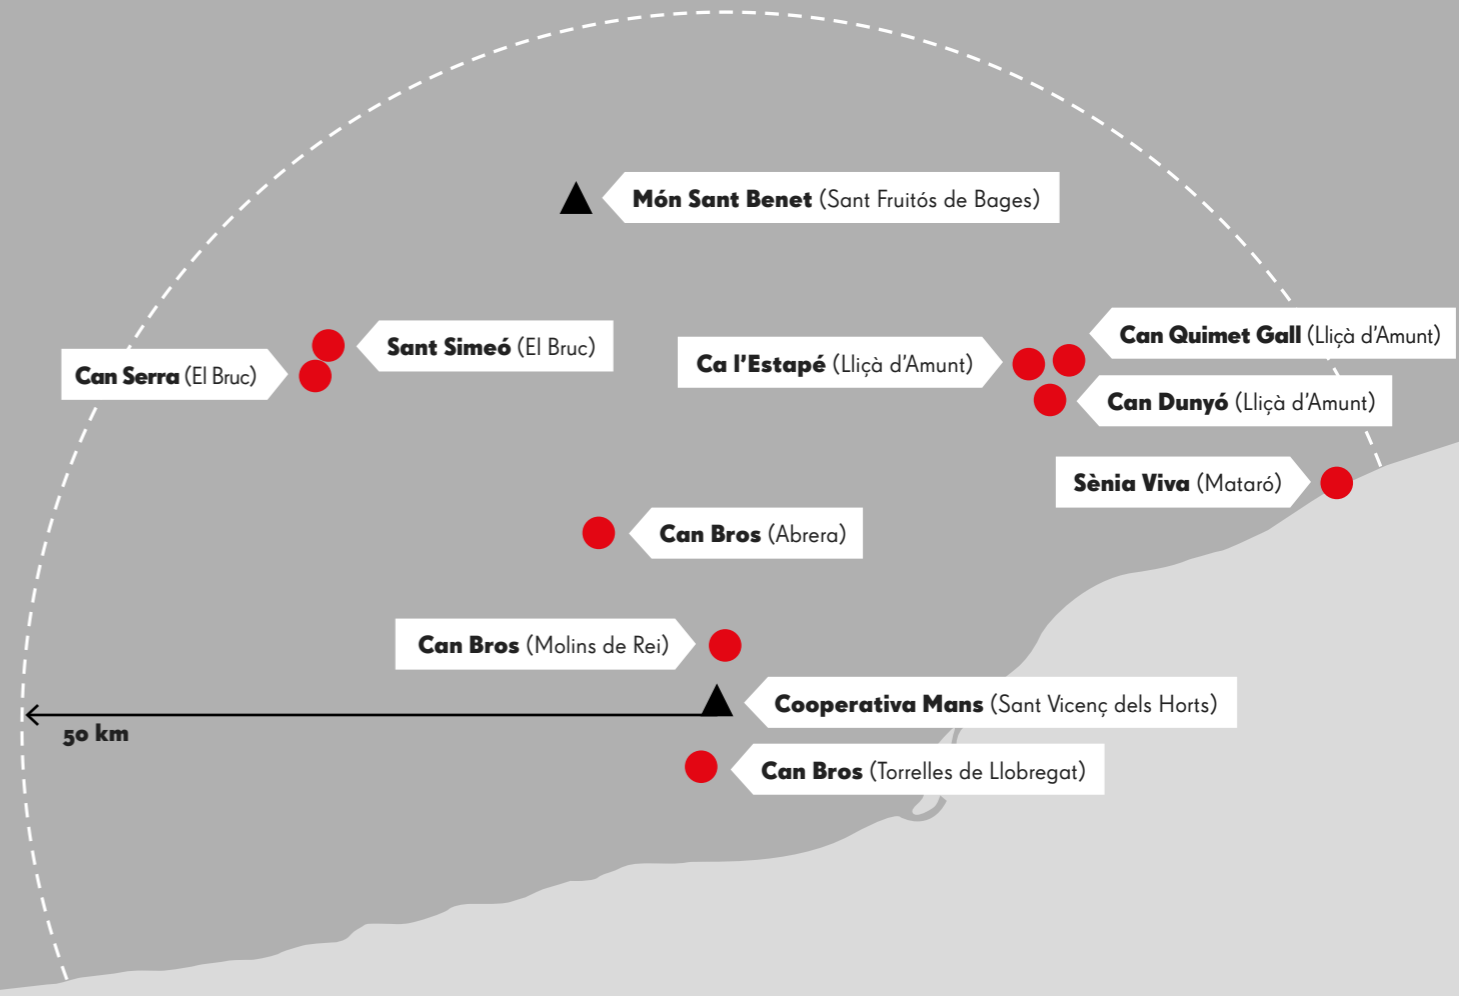 Món Sant Benet (Sant Fruitós de Bages)
Can Quimet Gall (Lliçà d'Amunt)
Sant Simeó (El Bruc)
Ca l'Estapé (Lliçà d'Amunt)
Can Serra (El Bruc)
Can Dunyó (Lliçà d'Amunt)
Sènia Viva (Mataró)
Can Bros (Abrera)
Can Bros (Molins de Rei)
Cooperativa Mans (Sant Vicenç dels Horts)
50 km
Can Bros (Torrelles de Llobregat)